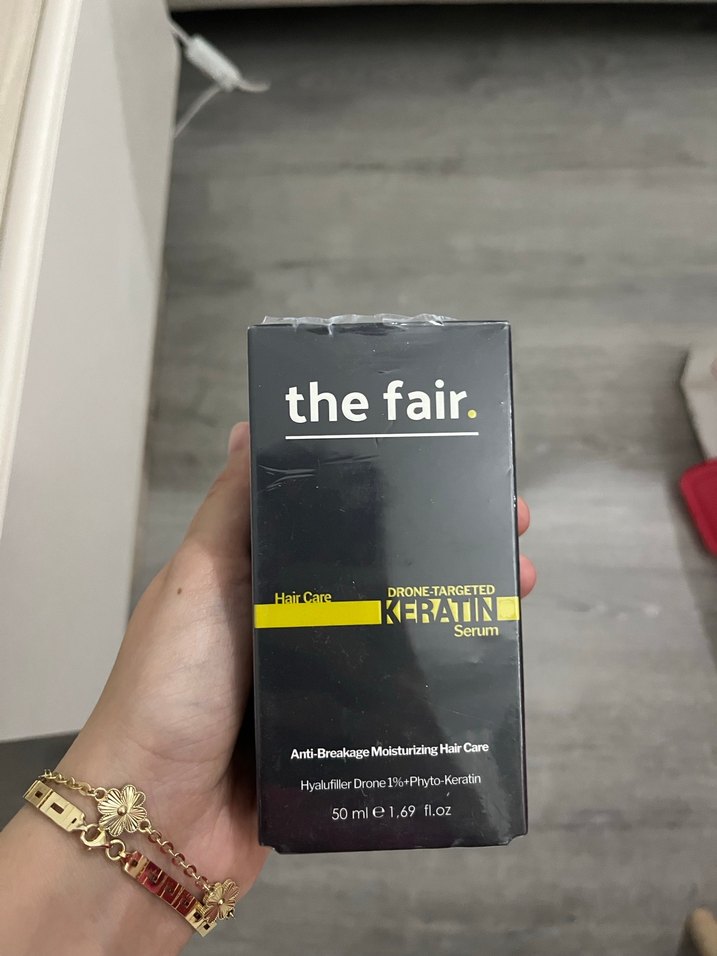 the fair.
Hair Care
DRONE-TARGETED
KERATIN
Serum
Anti-Breakage Moisturizing Hair Care
Hyalufiller Drone 1%+Phyto-Keratin
50 ml ℮ 1,69 fl.oz